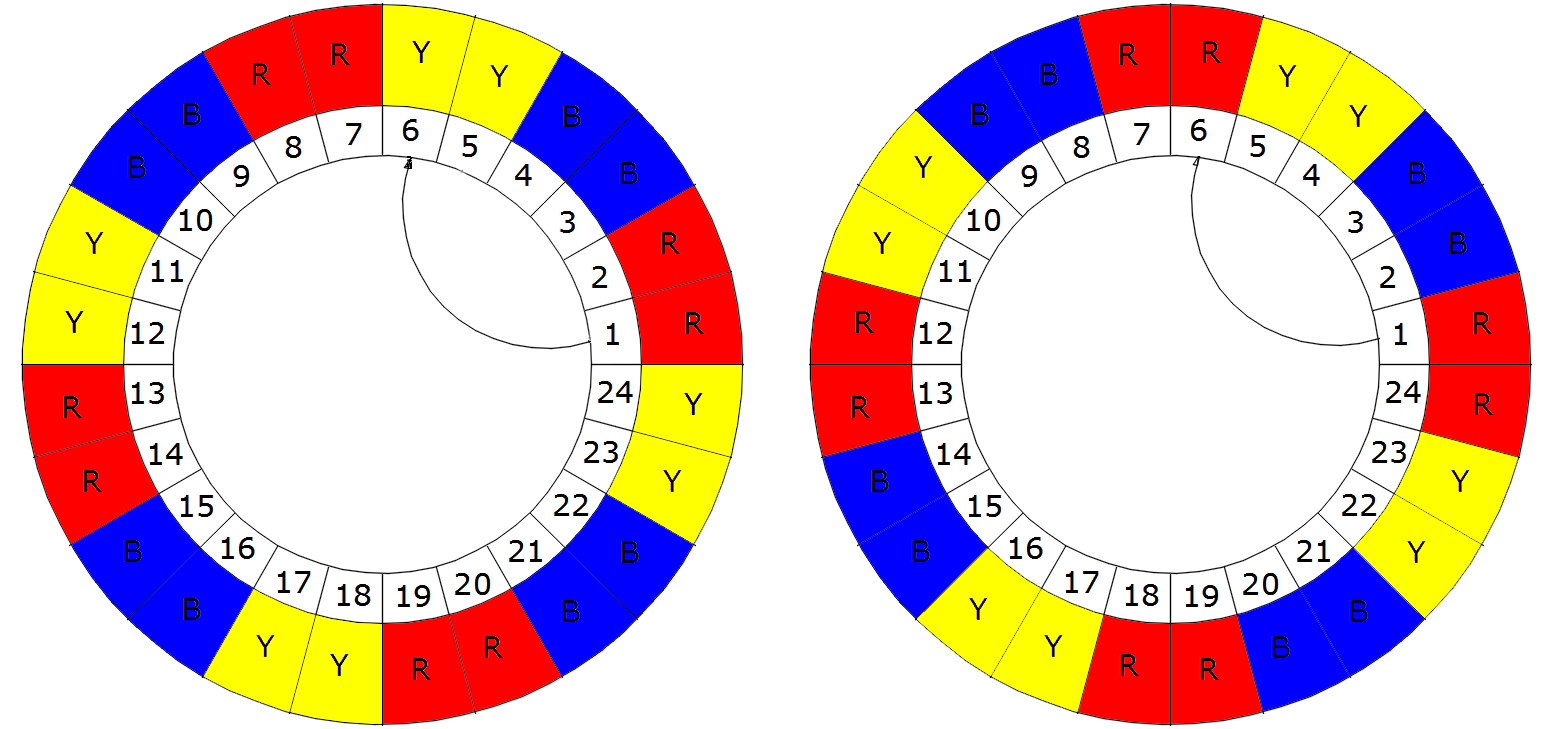 R 1
R 2
B 3
B 4
Y 5
Y 6
R 7
R 8
B 9
B 10
Y 11
Y 12
R 13
R 14
B 15
B 16
Y 17
Y 18
R 19
R 20
B 21
B 22
Y 23
Y 24
R 1
B 2
B 3
Y 4
Y 5
R 6
R 7
B 8
B 9
Y 10
Y 11
R 12
R 13
B 14
B 15
Y 16
Y 17
R 18
R 19
B 20
B 21
Y 22
Y 23
R 24